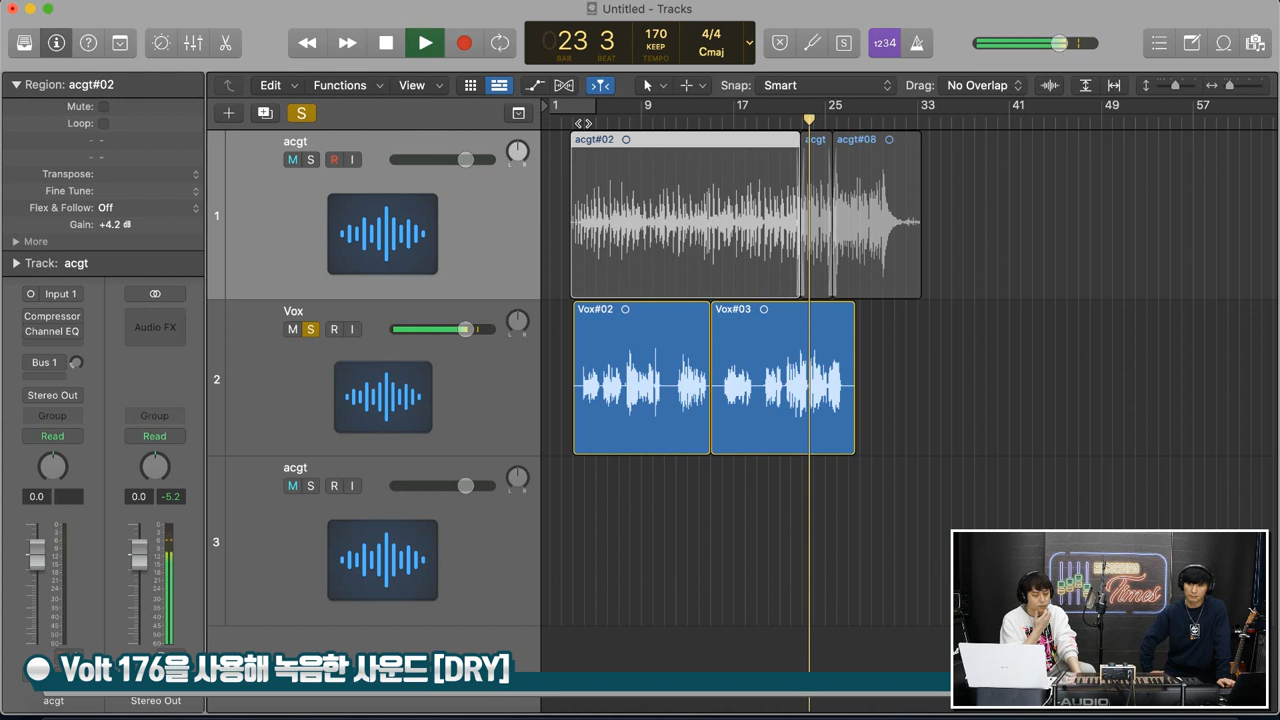 Untitled - Tracks
023 3
BAR BEAT
170
KEEP
TEMPO
4/4
Cmaj
S
1234
Region: acgt#02
Mute:
Loop:
Transpose:
Fine Tune:
Flex & Follow: Off
Gain: +4.2 dB
More
Track: acgt
Edit Functions View
Snap: Smart
Drag: No Overlap
S
1 9 17 25 33 41 49 57
acgt
M S R I
L R
1
acgt#02
acgt
acgt#08
Vox
M S R I
L R
2
Vox#02
Vox#03
acgt
M S R I
L R
3
Input 1
Compressor
Channel EQ
Audio FX
Bus 1
Stereo Out
Group Group
Read Read
0.0 0.0 -5.2
Volt 176을 사용해 녹음한 사운드 [DRY]
acgt Stereo Out
Times
M-AUDIO